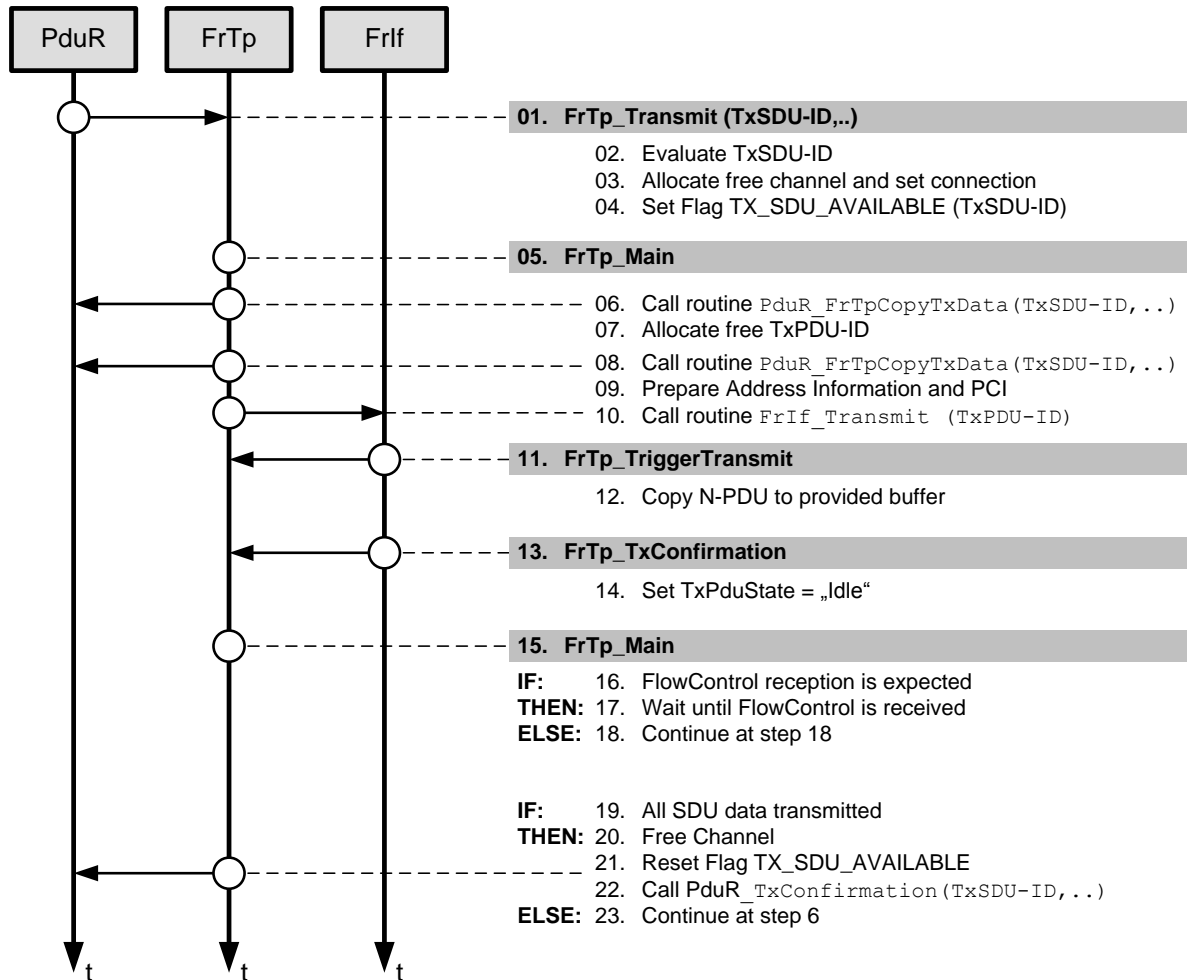 PduR
FrTp
FrIf
01. FrTp_Transmit (TxSDU-ID,..)
02. Evaluate TxSDU-ID
03. Allocate free channel and set connection
04. Set Flag TX_SDU_AVAILABLE (TxSDU-ID)
05. FrTp_Main
06. Call routine PduR_FrTpCopyTxData(TxSDU-ID,..)
07. Allocate free TxPDU-ID
08. Call routine PduR_FrTpCopyTxData(TxSDU-ID,..)
09. Prepare Address Information and PCI
10. Call routine FrIf_Transmit (TxPDU-ID)
11. FrTp_TriggerTransmit
12. Copy N-PDU to provided buffer
13. FrTp_TxConfirmation
14. Set TxPduState = „Idle“
15. FrTp_Main
IF: 16. FlowControl reception is expected
THEN: 17. Wait until FlowControl is received
ELSE: 18. Continue at step 18
IF: 19. All SDU data transmitted
THEN: 20. Free Channel
21. Reset Flag TX_SDU_AVAILABLE
22. Call PduR_TxConfirmation(TxSDU-ID,..)
ELSE: 23. Continue at step 6
t
t
t